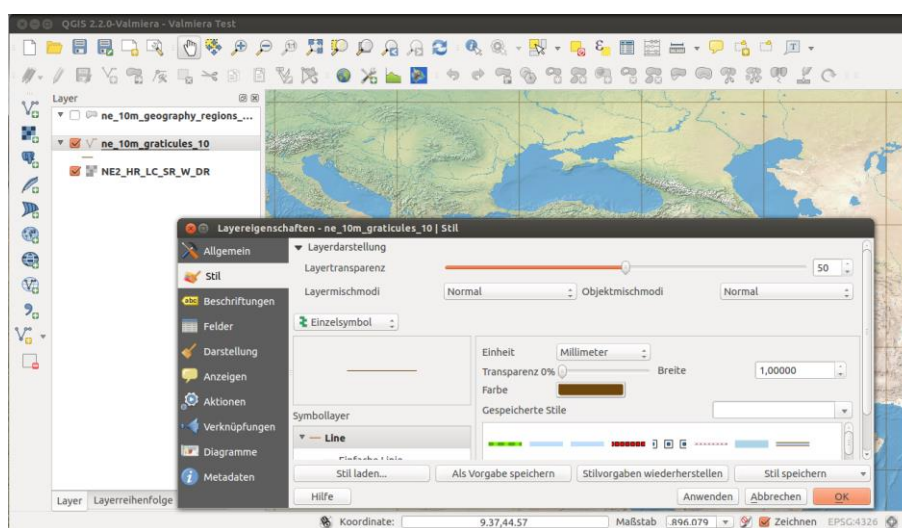 QGIS 2.2.0-Valmiera - Valmiera Test
Layer
ne_10m_geography_regions_...
ne_10m_graticules_10
NE2_HR_LC_SR_W_DR
Layereigenschaften - ne_10m_graticules_10 | Stil
Allgemein
Stil
Beschriftungen
Felder
Darstellung
Anzeigen
Aktionen
Verknüpfungen
Diagramme
Metadaten
Layerdarstellung
Layertransparenz
50
Layermischmodi
Normal
Objektmischmodi
Normal
Einzelsymbol
Einheit
Millimeter
Transparenz 0%
Breite
1,00000
Farbe
Gespeicherte Stile
Symbollayer
Line
Einfache Linie
Stil laden...
Als Vorgabe speichern
Stilvorgaben wiederherstellen
Stil speichern
Hilfe
Anwenden
Abbrechen
OK
Layer
Layerreihenfolge
Koordinate:
9.37,44.57
Maßstab
.896.079
Zeichnen
EPSG:4326